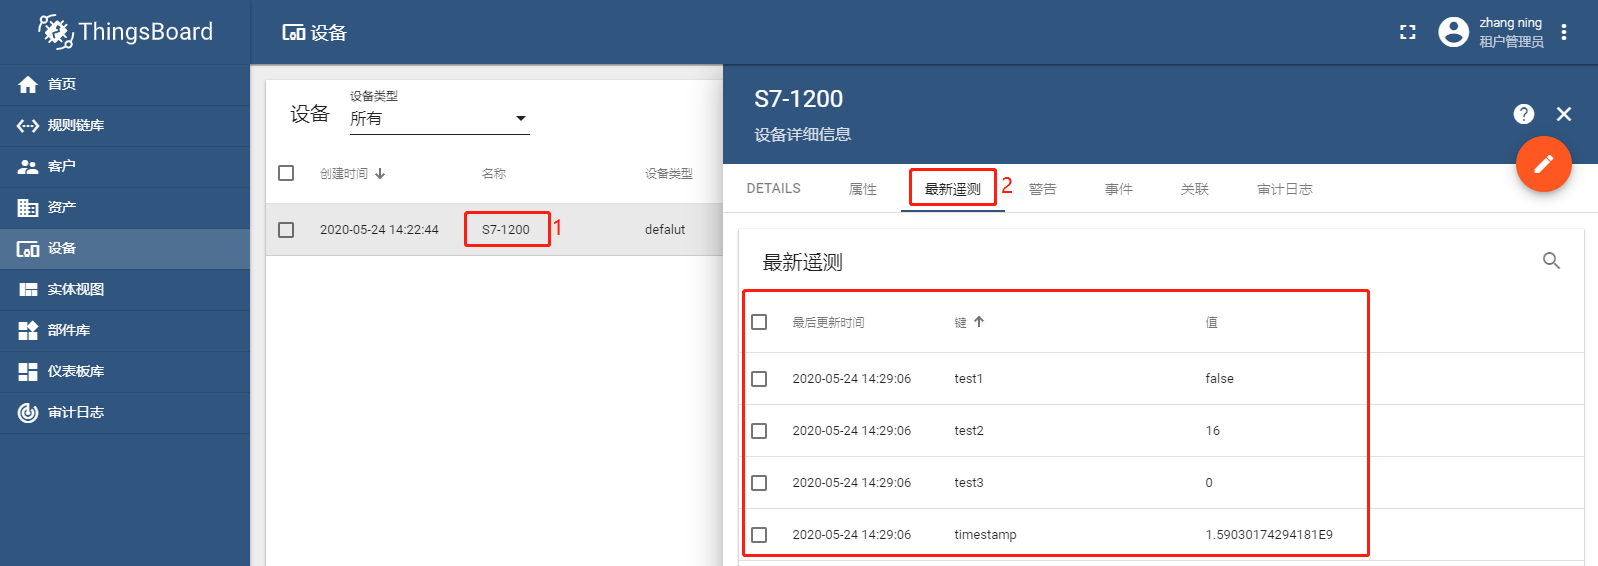 ThingsBoard
设备
zhang ning
租户管理员
首页
规则链库
客户
资产
设备
实体视图
部件库
仪表板库
审计日志
设备
设备类型
所有
创建时间 名称 设备类型
2020-05-24 14:22:44 S7-1200 1 defalut
S7-1200
设备详细信息
DETAILS 属性 最新遥测 2 警告 事件 关联 审计日志
最新遥测
最后更新时间 键 值
2020-05-24 14:29:06 test1 false
2020-05-24 14:29:06 test2 16
2020-05-24 14:29:06 test3 0
2020-05-24 14:29:06 timestamp 1.59030174294181E9